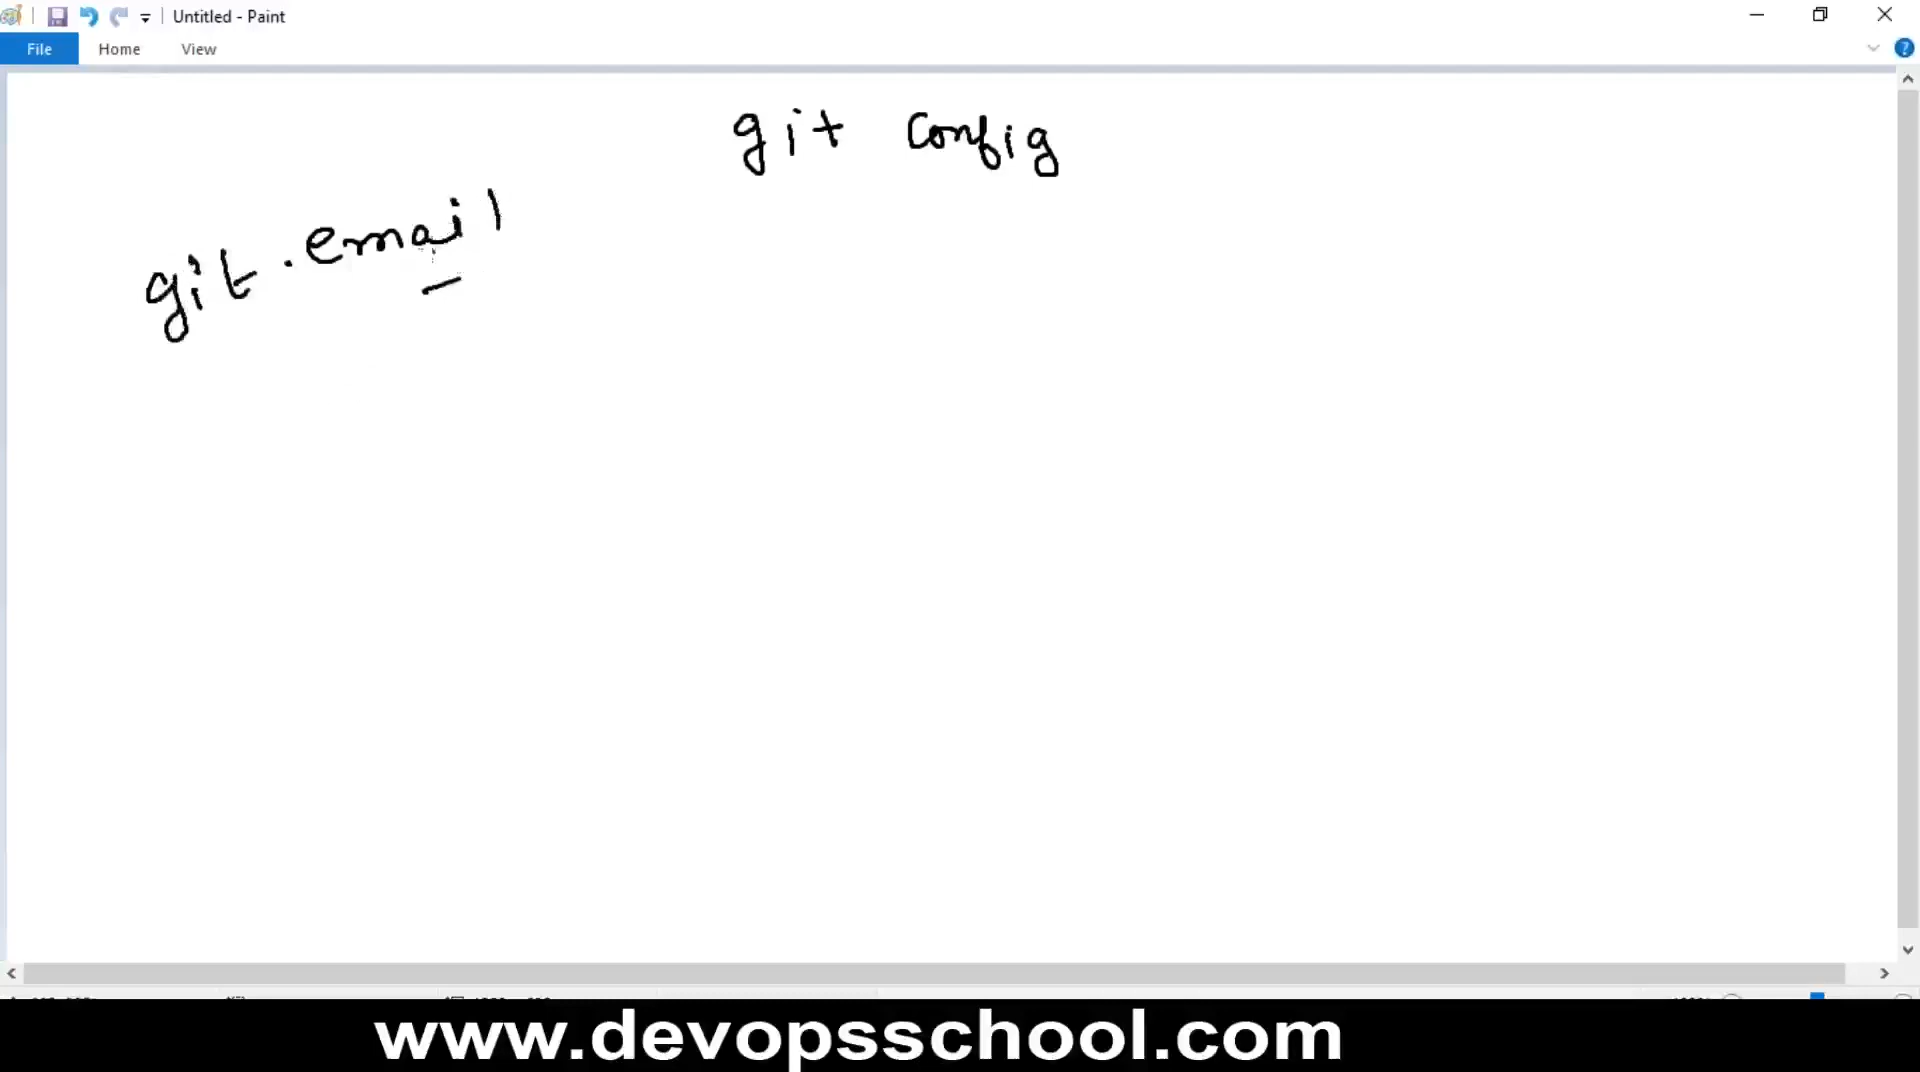 Untitled - Paint
File Home View
git config
git.email
www.devopsschool.com